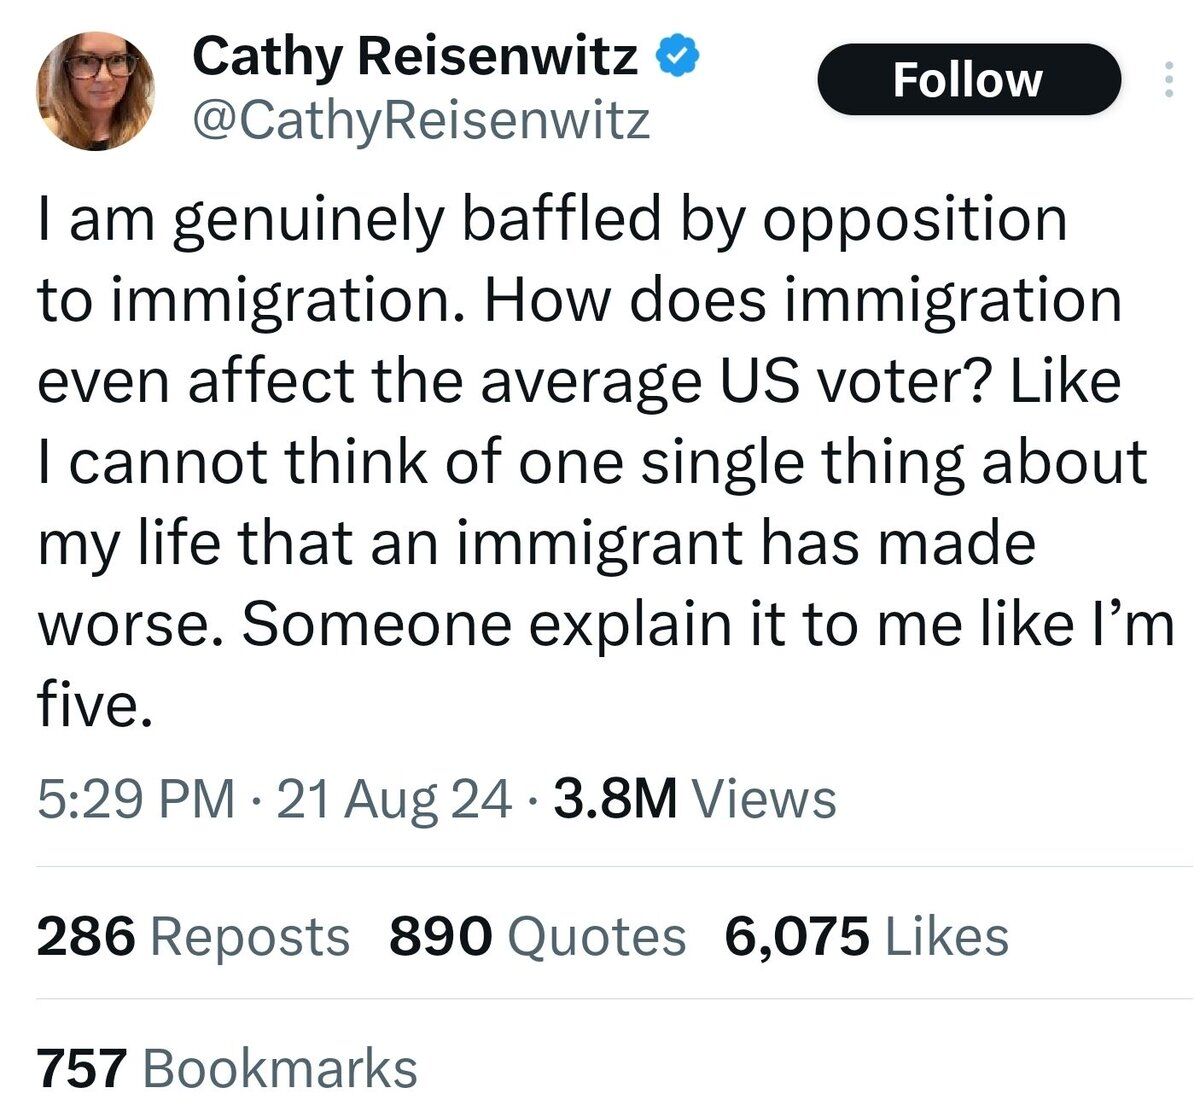 Cathy Reisenwitz
@CathyReisenwitz
Follow
I am genuinely baffled by opposition
to immigration. How does immigration
even affect the average US voter? Like
I cannot think of one single thing about
my life that an immigrant has made
worse. Someone explain it to me like I’m
five.
5:29 PM · 21 Aug 24 · 3.8M Views
286 Reposts 890 Quotes 6,075 Likes
757 Bookmarks